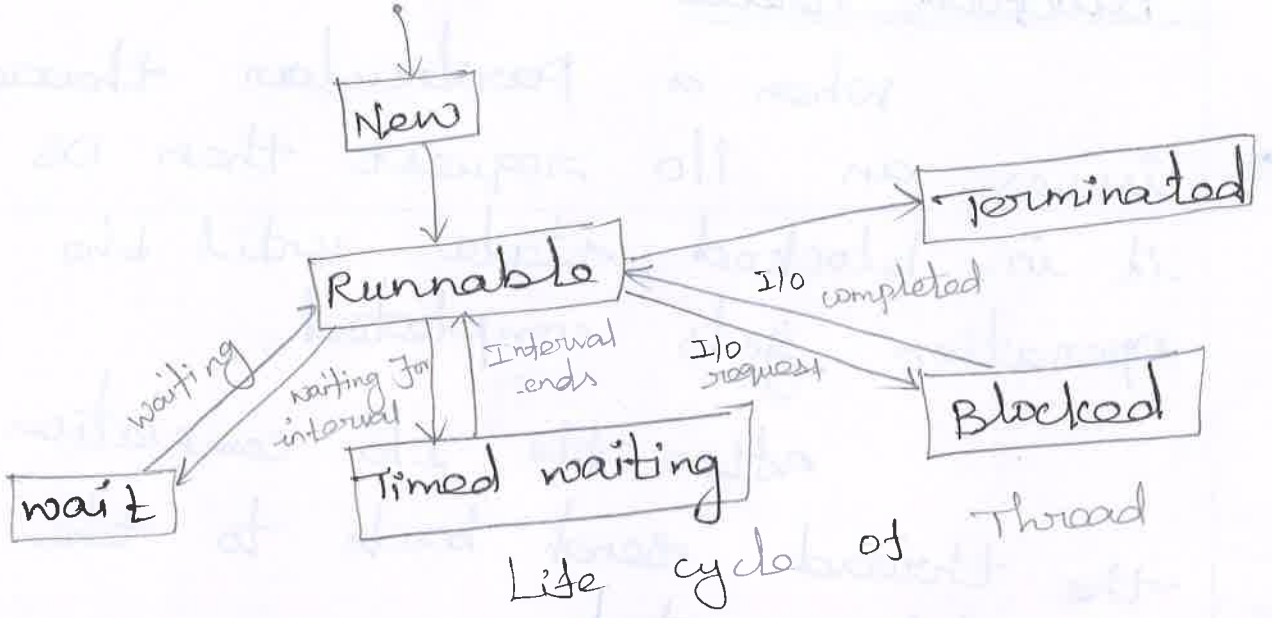 New
Terminated
Runnable
I/O completed
waiting
waiting for
interval
Interval
ends
I/O
request
Blocked
wait
Timed waiting
Life cycle of Thread